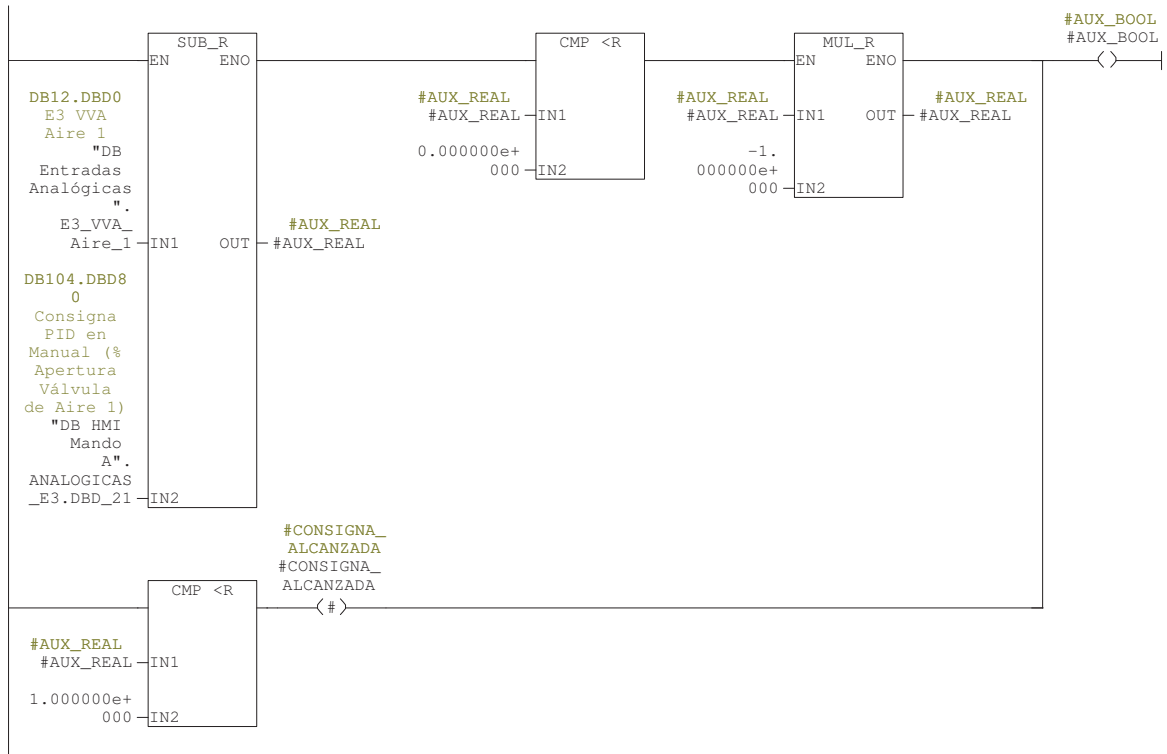 #AUX_BOOL
#AUX_BOOL
SUB_R
EN ENO
CMP <R
MUL_R
EN ENO
DB12.DBD0
E3 VVA
Aire 1
"DB
Entradas
Analógicas
".
E3_VVA_
Aire_1
IN1 OUT
#AUX_REAL
#AUX_REAL
#AUX_REAL
#AUX_REAL
IN1
0.000000e+
000
IN2
#AUX_REAL
#AUX_REAL
IN1 OUT
#AUX_REAL
#AUX_REAL
-1.
000000e+
000
IN2
DB104.DBD8
0
Consigna
PID en
Manual (%
Apertura
Válvula
de Aire 1)
"DB HMI
Mando
A".
ANALOGICAS
_E3.DBD_21
IN2
#CONSIGNA_
ALCANZADA
#CONSIGNA_
ALCANZADA
#
CMP <R
#AUX_REAL
#AUX_REAL
IN1
1.000000e+
000
IN2